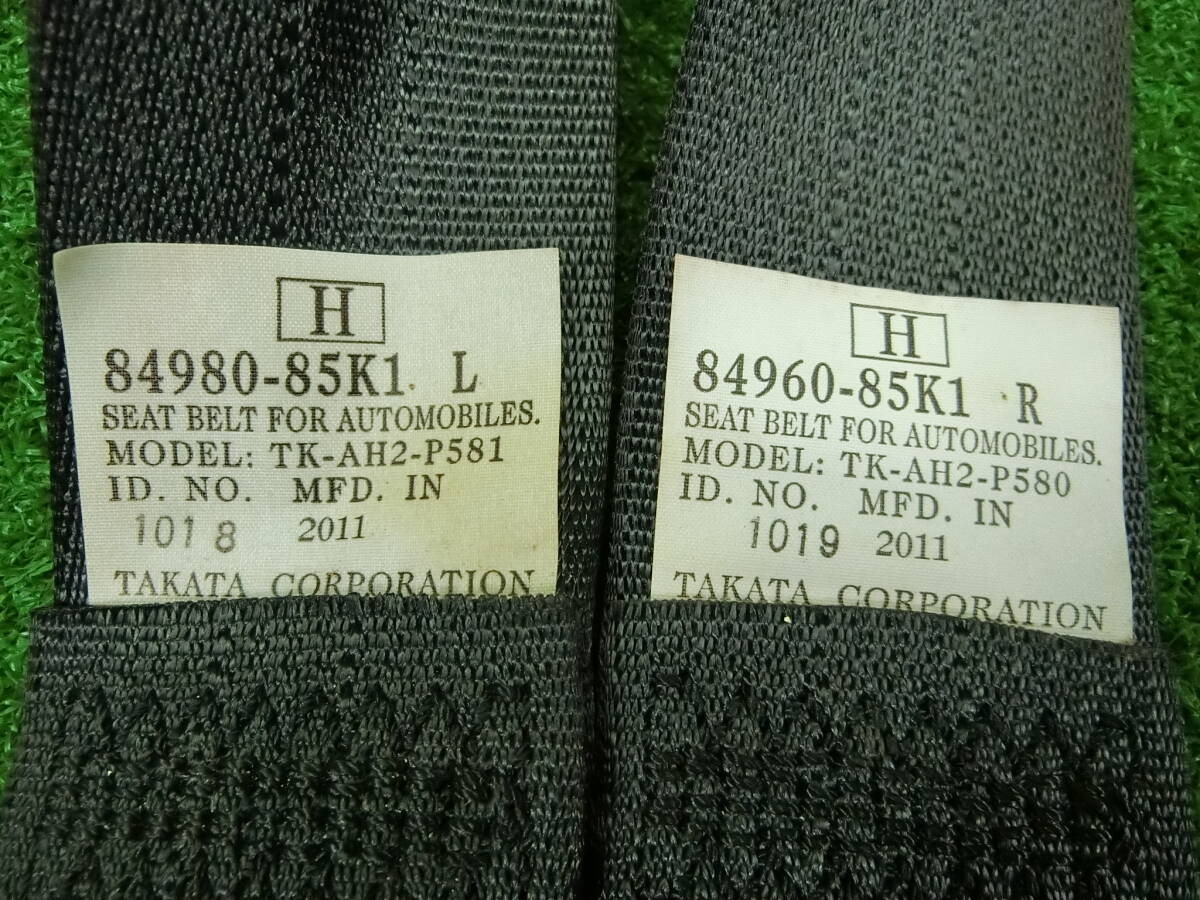 H
84980-85K1 L
SEAT BELT FOR AUTOMOBILES.
MODEL: TK-AH2-P581
ID. NO. MFD. IN
1018 2011
TAKATA CORPORATION
H
84960-85K1 R
SEAT BELT FOR AUTOMOBILES.
MODEL: TK-AH2-P580
ID. NO. MFD. IN
1019 2011
TAKATA CORPORATION